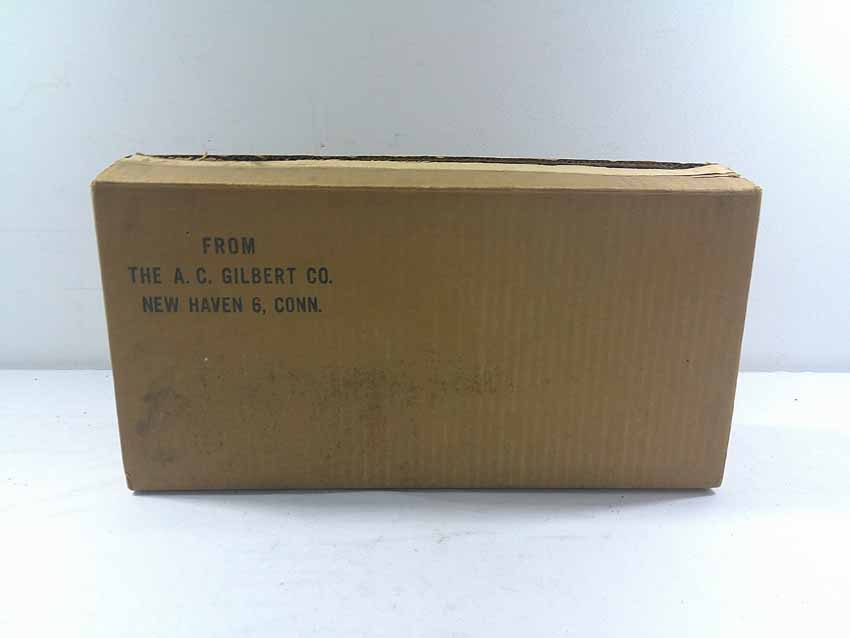 FROM
THE A. C. GILBERT CO.
NEW HAVEN 6, CONN.